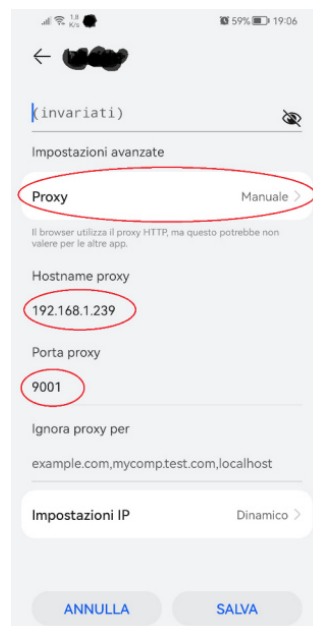 1,8 K/s 59% 19:06
(invariati)
Impostazioni avanzate
Proxy Manuale
Il browser utilizza il proxy HTTP, ma questo potrebbe non
valere per le altre app.
Hostname proxy
192.168.1.239
Porta proxy
9001
Ignora proxy per
example.com,mycomp.test.com,localhost
Impostazioni IP Dinamico
ANNULLA SALVA